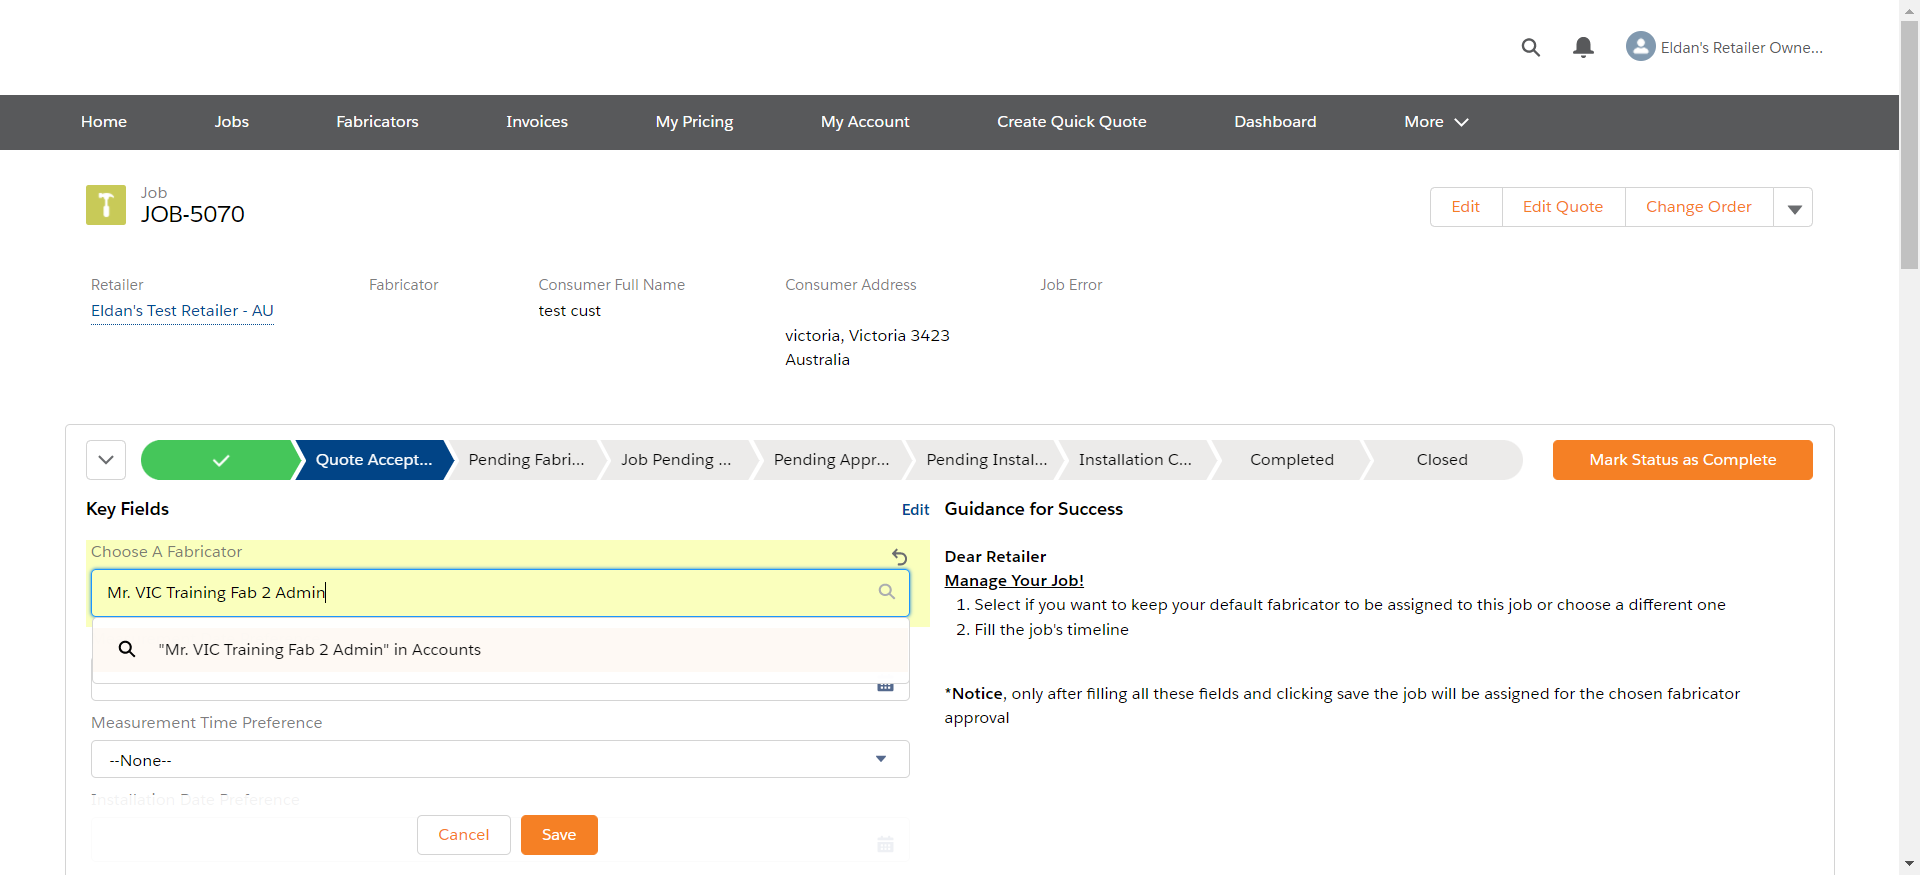 Eldan's Retailer Owne...
Home Jobs Fabricators Invoices My Pricing My Account Create Quick Quote Dashboard More
Job
JOB-5070
Edit Edit Quote Change Order
Retailer Fabricator Consumer Full Name Consumer Address Job Error
Eldan's Test Retailer - AU test cust
victoria, Victoria 3423
Australia
Quote Accept... Pending Fabri... Job Pending ... Pending Appr... Pending Instal... Installation C... Completed Closed Mark Status as Complete
Key Fields Edit
Choose A Fabricator
Mr. VIC Training Fab 2 Admin
"Mr. VIC Training Fab 2 Admin" in Accounts
Measurement Time Preference
--None--
Installation Date Preference
Cancel Save
Guidance for Success
Dear Retailer
Manage Your Job!
1. Select if you want to keep your default fabricator to be assigned to this job or choose a different one
2. Fill the job's timeline
*Notice, only after filling all these fields and clicking save the job will be assigned for the chosen fabricator
approval